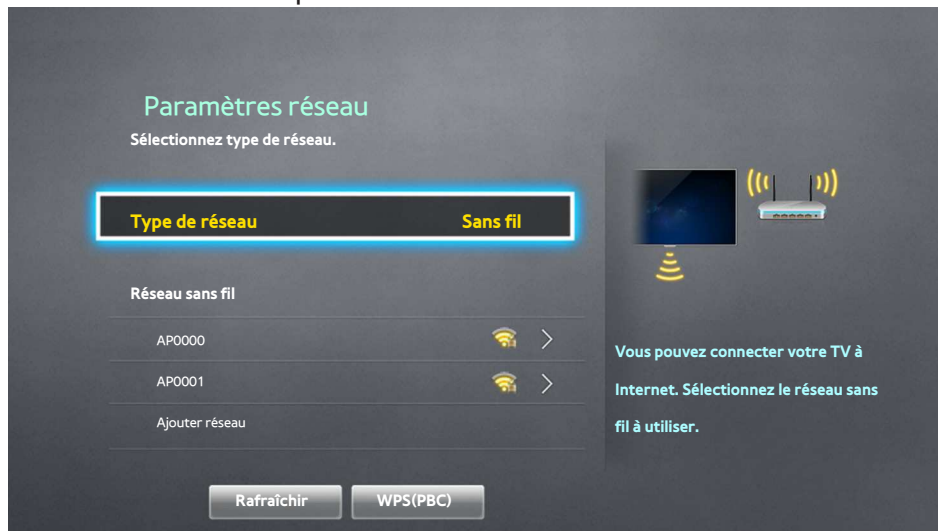 Paramètres réseau
Sélectionnez type de réseau.
Type de réseau Sans fil
Réseau sans fil
AP0000
AP0001
Ajouter réseau
Rafraîchir WPS(PBC)
Vous pouvez connecter votre TV à
Internet. Sélectionnez le réseau sans
fil à utiliser.